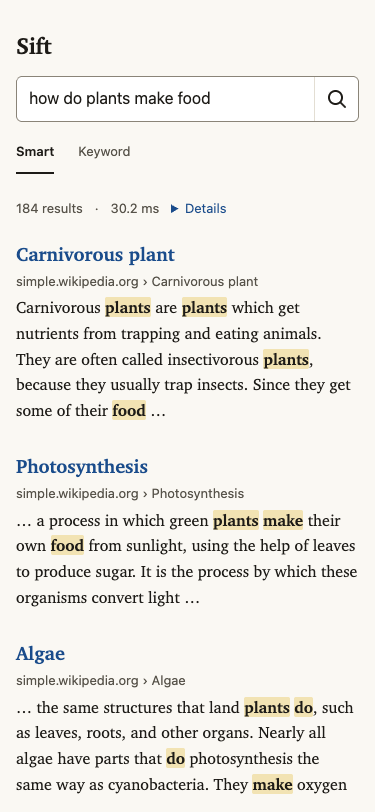 Sift
how do plants make food
Smart Keyword
184 results · 30.2 ms ▶ Details
Carnivorous plant
simple.wikipedia.org › Carnivorous plant
Carnivorous plants are plants which get
nutrients from trapping and eating animals.
They are often called insectivorous plants,
because they usually trap insects. Since they get
some of their food …
Photosynthesis
simple.wikipedia.org › Photosynthesis
… a process in which green plants make their
own food from sunlight, using the help of leaves
to produce sugar. It is the process by which these
organisms convert light …
Algae
simple.wikipedia.org › Algae
… the same structures that land plants do, such
as leaves, roots, and other organs. Nearly all
algae have parts that do photosynthesis the
same way as cyanobacteria. They make oxygen